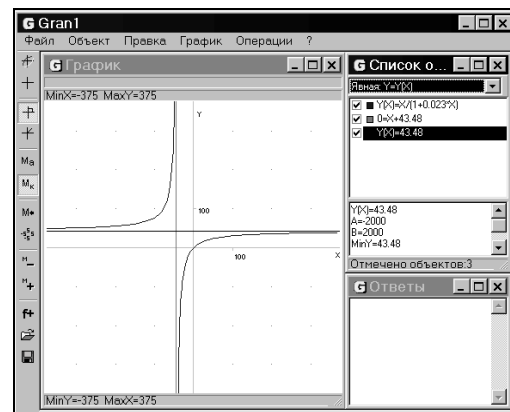 Gran1
Файл Объект Правка График Операции ?
График
MinX=-375 MaxY=375
Y
100
100
X
MinY=-375 MaxX=375
Список о...
Явная: Y=Y(X)
Y(X)=X/(1+0.023*X)
0=X+43.48
Y(X)=43.48
Y(X)=43.48
A=-2000
B=2000
MinY=43.48
Отмечено объектов:3
Ответы
Ma
Mк
M+
M_
M+
f+